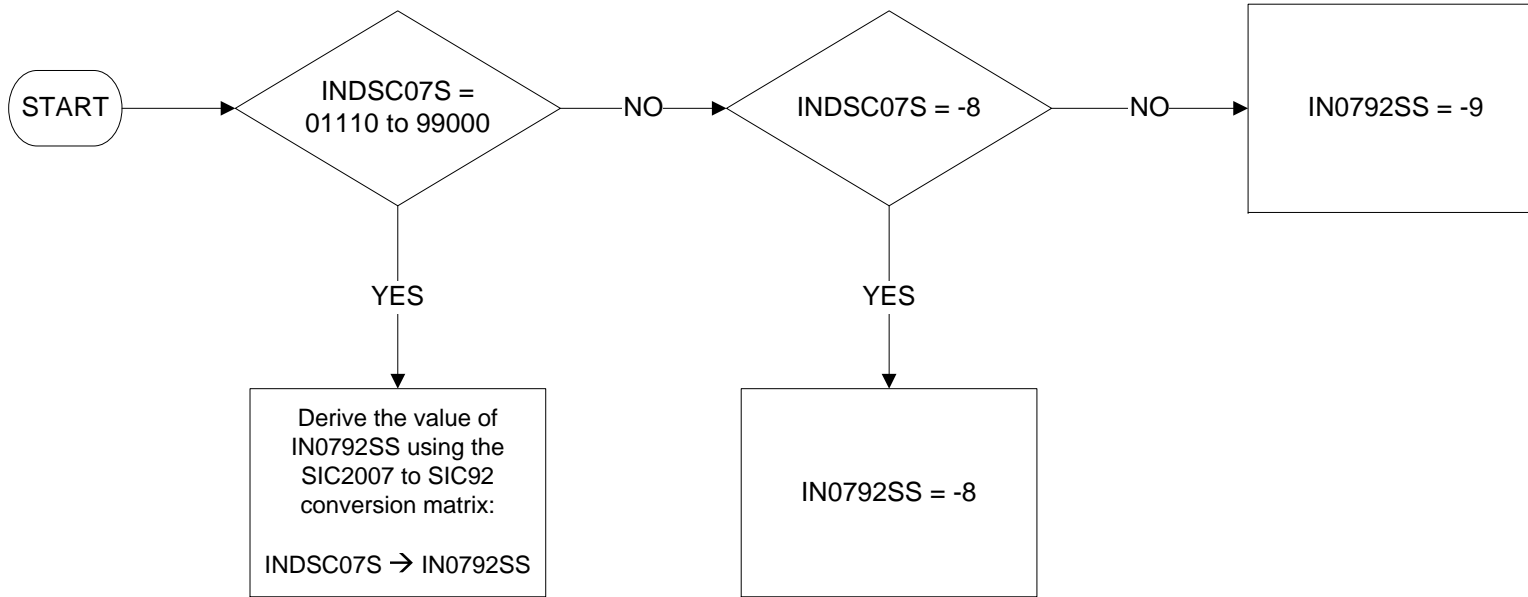 START
INDSC07S =
01110 to 99000
NO
INDSC07S = -8
NO
IN0792SS = -9
YES
YES
Derive the value of
IN0792SS using the
SIC2007 to SIC92
conversion matrix:
INDSC07S → IN0792SS
IN0792SS = -8